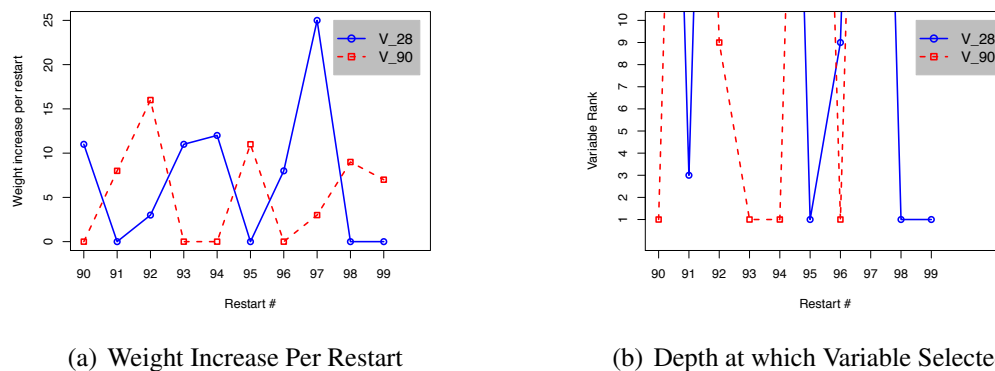 Weight increase per restart
25
20
15
10
5
0
V_28
V_90
90 91 92 93 94 95 96 97 98 99
Restart #
(a) Weight Increase Per Restart
Variable Rank
10
9
8
7
6
5
4
3
2
1
V_28
V_90
90 91 92 93 94 95 96 97 98 99
Restart #
(b) Depth at which Variable Selecte